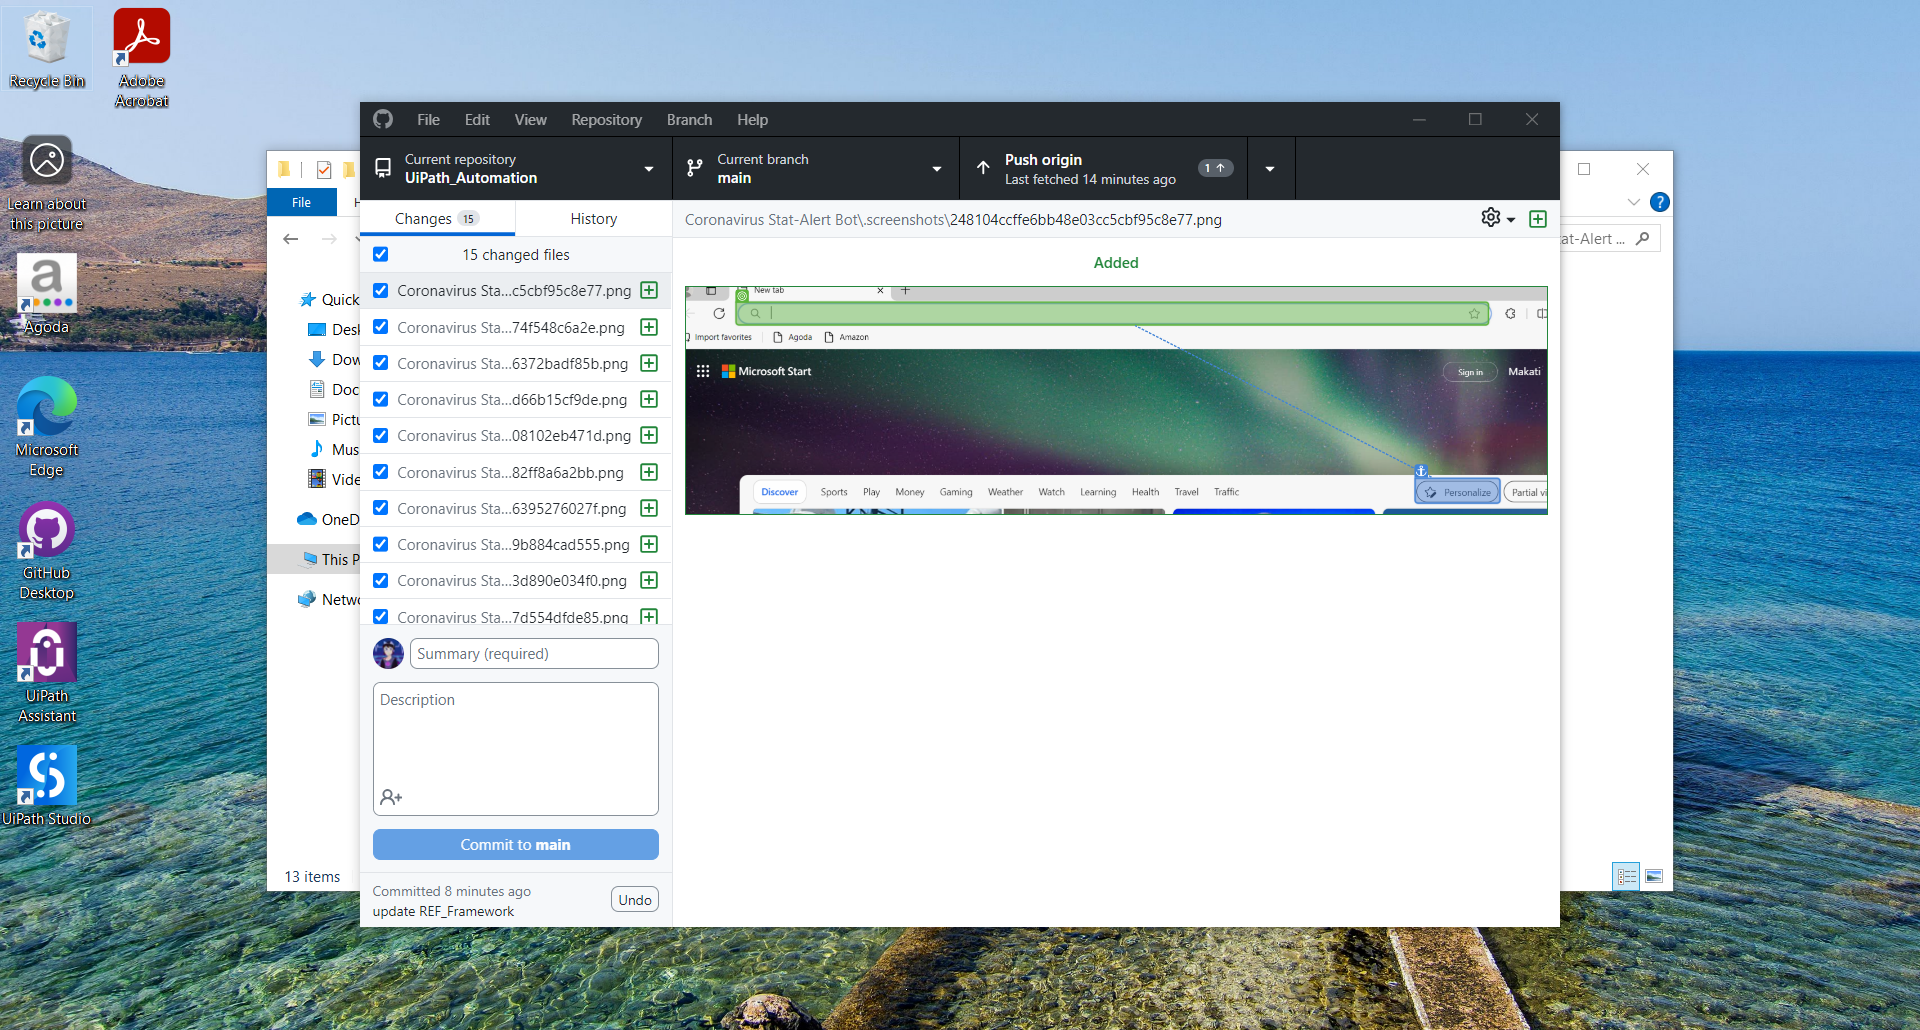 Recycle Bin
Adobe
Acrobat
Learn about
this picture
Agoda
Microsoft
Edge
GitHub
Desktop
UiPath
Assistant
UiPath Studio
File
Quick
Desk
Dow
Doc
Pictu
Mus
Vide
OneD
This P
Netwo
13 items
at-Alert ...
File Edit View Repository Branch Help
Current repository
UiPath_Automation
Current branch
main
Push origin
Last fetched 14 minutes ago
1
Changes 15
History
15 changed files
Coronavirus Sta...c5cbf95c8e77.png
Coronavirus Sta...74f548c6a2e.png
Coronavirus Sta...6372badf85b.png
Coronavirus Sta...d66b15cf9de.png
Coronavirus Sta...08102eb471d.png
Coronavirus Sta...82ff8a6a2bb.png
Coronavirus Sta...6395276027f.png
Coronavirus Sta...9b884cad555.png
Coronavirus Sta...3d890e034f0.png
Coronavirus Sta...7d554dfde85.png
Summary (required)
Description
Commit to main
Committed 8 minutes ago
update REF_Framework
Undo
Coronavirus Stat-Alert Bot\.screenshots\248104ccffe6bb48e03cc5cbf95c8e77.png
Added
New tab
Import favorites Agoda Amazon
Microsoft Start
Sign in
Makati
Discover Sports Play Money Gaming Weather Watch Learning Health Travel Traffic
Personalize
Partial vi